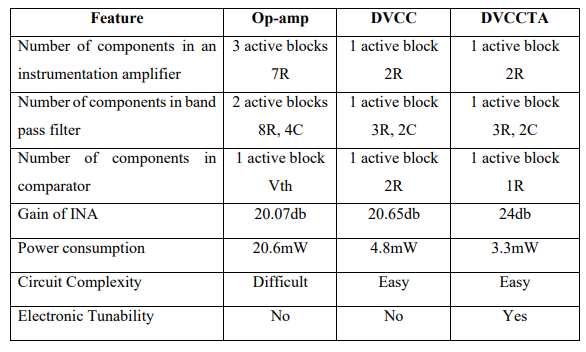 Feature Op-amp DVCC DVCCTA
Number of components in an 3 active blocks 1 active block 1 active block
instrumentation amplifier 7R 2R 2R
Number of components in band 2 active blocks 1 active block 1 active block
pass filter 8R, 4C 3R, 2C 3R, 2C
Number of components in 1 active block 1 active block 1 active block
comparator Vth 2R 1R
Gain of INA 20.07db 20.65db 24db
Power consumption 20.6mW 4.8mW 3.3mW
Circuit Complexity Difficult Easy Easy
Electronic Tunability No No Yes